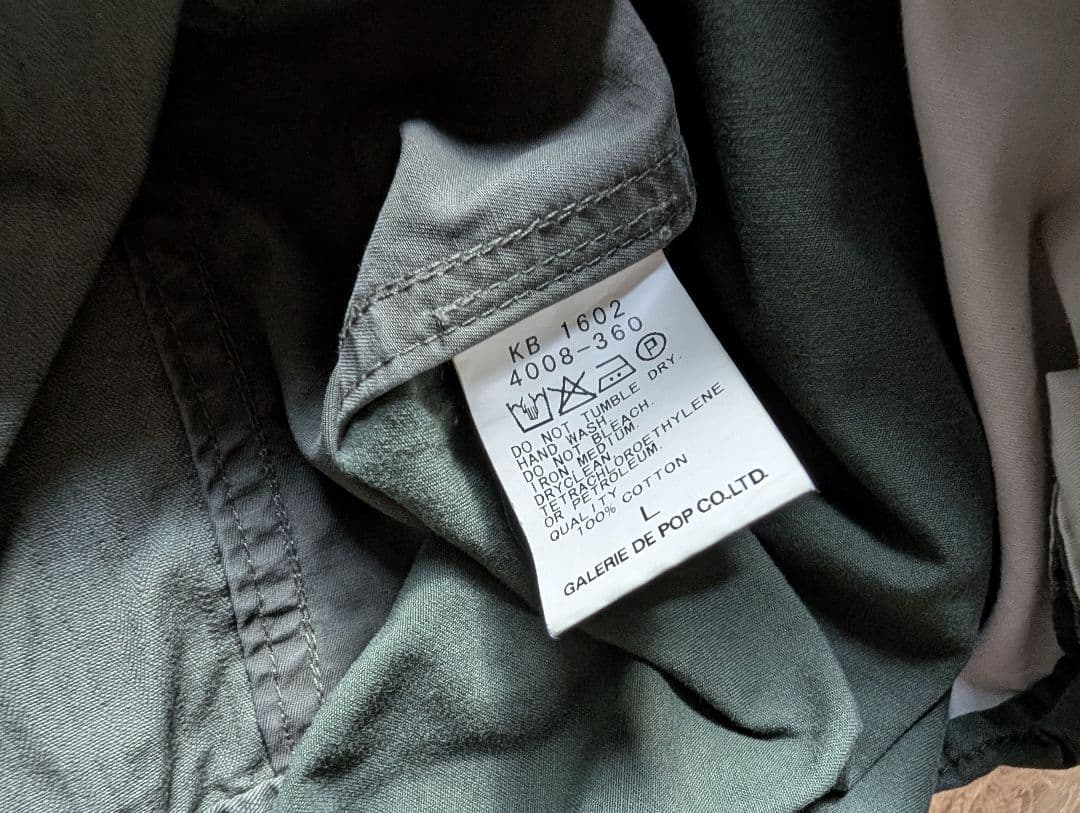 KB 1602
4008-360
P
DO NOT TUMBLE DRY.
HAND WASH.
DO NOT BLEACH.
IRON MEDIUM.
DRYCLEAN,
TETRACHLOROETHYLENE
OR PETROLEUM.
QUALITY
100% COTTON
L
GALERIE DE POP CO.,LTD.